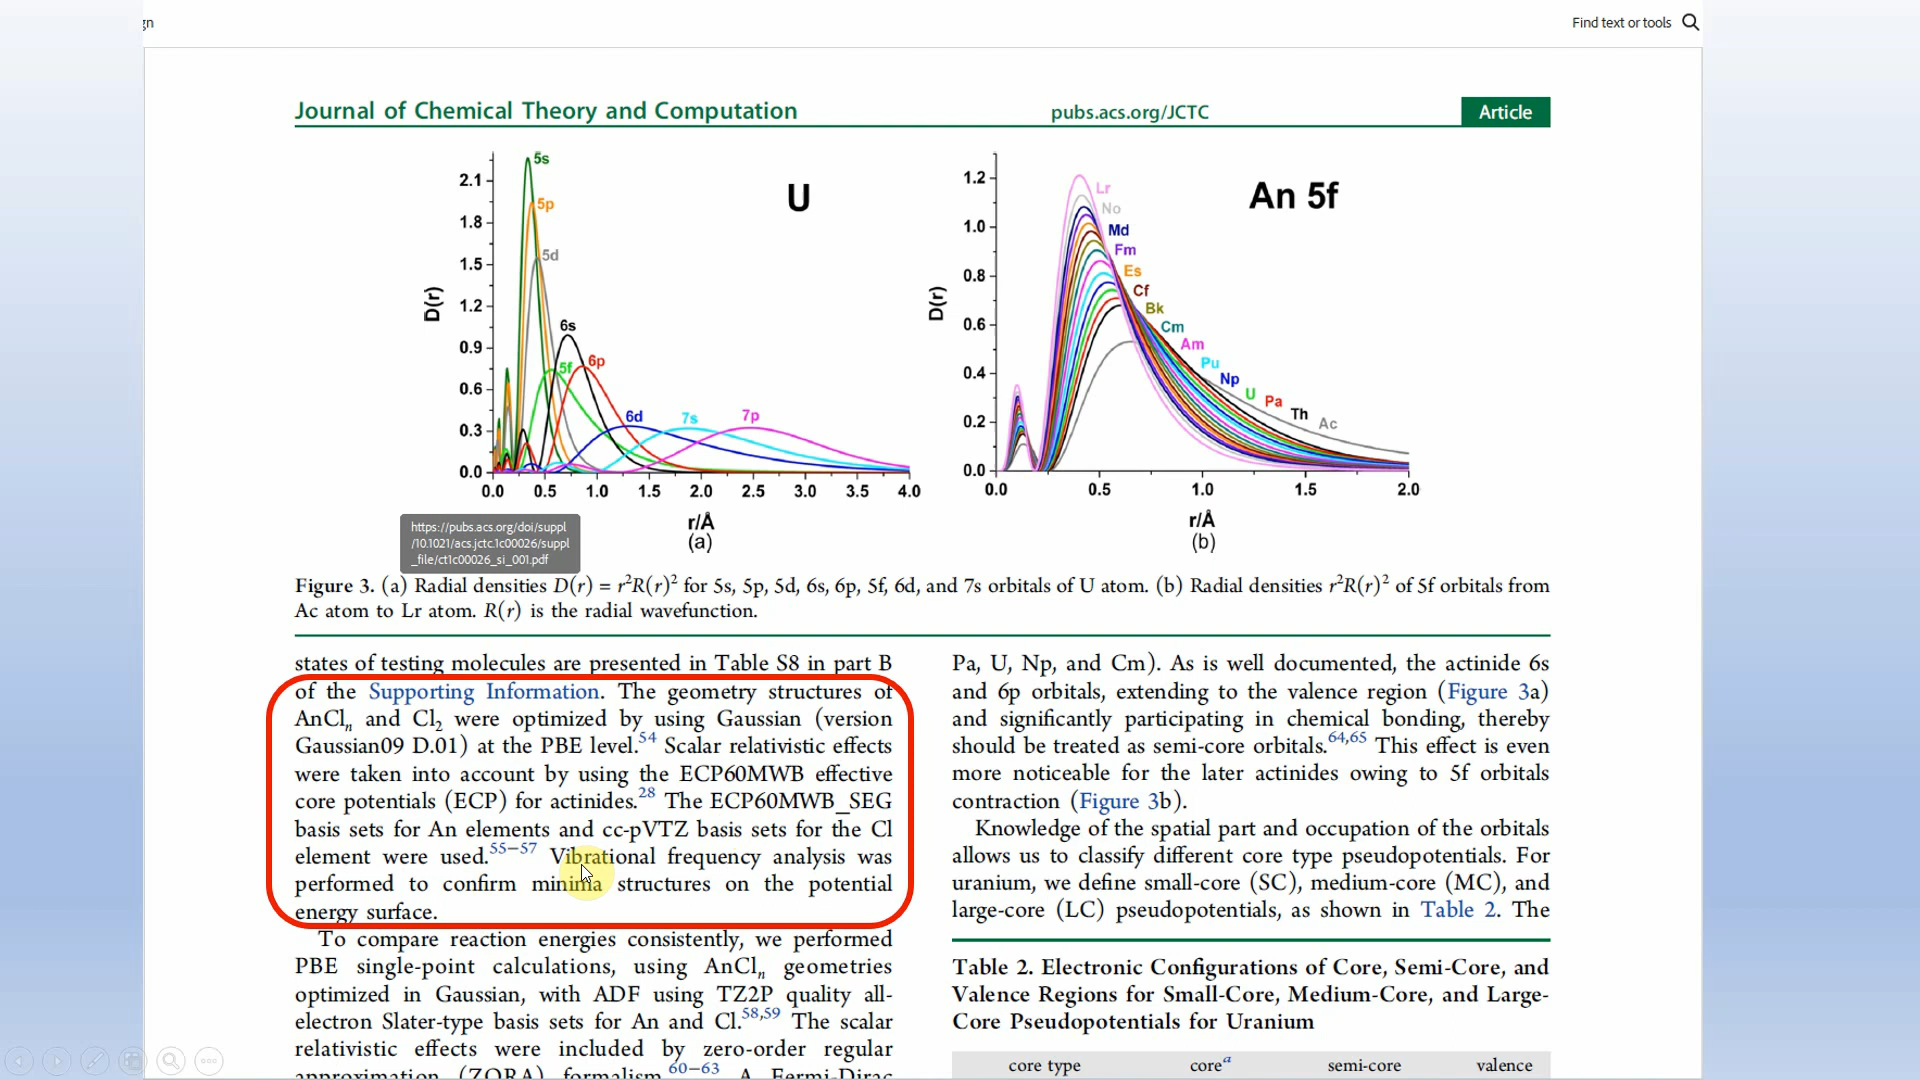 gn
Find text or tools
Journal of Chemical Theory and Computation
pubs.acs.org/JCTC
Article
5s
5p
5d
6s
5f
6p
6d
7s
7p
U
D(r)
2.1
1.8
1.5
1.2
0.9
0.6
0.3
0.0
0.0 0.5 1.0 1.5 2.0 2.5 3.0 3.5 4.0
r/Å
(a)
An 5f
D(r)
1.2
1.0
0.8
0.6
0.4
0.2
0.0
Lr
No
Md
Fm
Es
Cf
Bk
Cm
Am
Pu
Np
U
Pa
Th
Ac
0.0 0.5 1.0 1.5 2.0
r/Å
(b)
https://pubs.acs.org/doi/suppl
/10.1021/acs.jctc.1c00026/suppl
_file/ct1c00026_si_001.pdf
Figure 3. (a) Radial densities D(r) = r²R(r)² for 5s, 5p, 5d, 6s, 6p, 5f, 6d, and 7s orbitals of U atom. (b) Radial densities r²R(r)² of 5f orbitals from
Ac atom to Lr atom. R(r) is the radial wavefunction.
states of testing molecules are presented in Table S8 in part B
of the Supporting Information. The geometry structures of
AnClₙ and Cl₂ were optimized by using Gaussian (version
Gaussian09 D.01) at the PBE level.⁵⁴ Scalar relativistic effects
were taken into account by using the ECP60MWB effective
core potentials (ECP) for actinides.²⁸ The ECP60MWB_SEG
basis sets for An elements and cc-pVTZ basis sets for the Cl
element were used.⁵⁵⁻⁵⁷ Vibrational frequency analysis was
performed to confirm minima structures on the potential
energy surface.
To compare reaction energies consistently, we performed
PBE single-point calculations, using AnClₙ geometries
optimized in Gaussian, with ADF using TZ2P quality all-
electron Slater-type basis sets for An and Cl.⁵⁸,⁵⁹ The scalar
relativistic effects were included by zero-order regular
approximation (ZORA) formalism.⁶⁰⁻⁶³ A Fermi-Dirac
Pa, U, Np, and Cm). As is well documented, the actinide 6s
and 6p orbitals, extending to the valence region (Figure 3a)
and significantly participating in chemical bonding, thereby
should be treated as semi-core orbitals.⁶⁴,⁶⁵ This effect is even
more noticeable for the later actinides owing to 5f orbitals
contraction (Figure 3b).
Knowledge of the spatial part and occupation of the orbitals
allows us to classify different core type pseudopotentials. For
uranium, we define small-core (SC), medium-core (MC), and
large-core (LC) pseudopotentials, as shown in Table 2. The
Table 2. Electronic Configurations of Core, Semi-Core, and
Valence Regions for Small-Core, Medium-Core, and Large-
Core Pseudopotentials for Uranium
core type coreᵃ semi-core valence